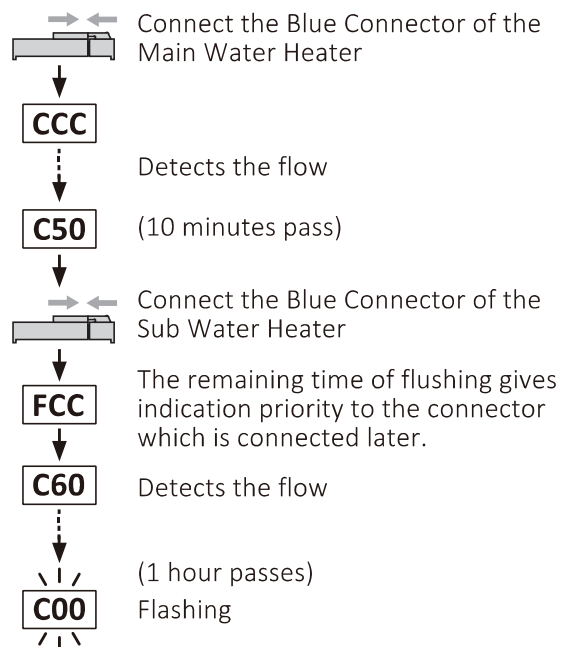 Connect the Blue Connector of the
Main Water Heater
CCC
Detects the flow
C50
(10 minutes pass)
Connect the Blue Connector of the
Sub Water Heater
FCC
The remaining time of flushing gives
indication priority to the connector
which is connected later.
C60
Detects the flow
(1 hour passes)
C00
Flashing